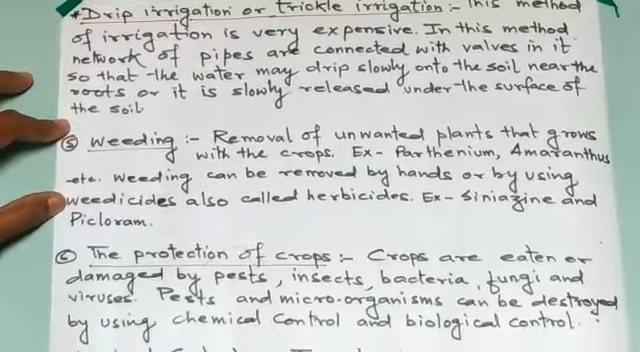 * Drip irrigation or trickle irrigation :- This method
of irrigation is very expensive. In this method
network of pipes are connected with valves in it
so that the water may drip slowly onto the soil near the
roots or it is slowly released under the surface of
the soil
⑤ Weeding :- Removal of unwanted plants that grows
with the crops. Ex - Parthenium, Amaranthus
etc. Weeding can be removed by hands or by using
weedicides also called herbicides. Ex - Siniazine and
Picloram.
⑥ The protection of crops :- Crops are eaten or
damaged by pests, insects, bacteria, fungi and
viruses. Pests and micro-organisms can be destroyed
by using chemical control and biological control.